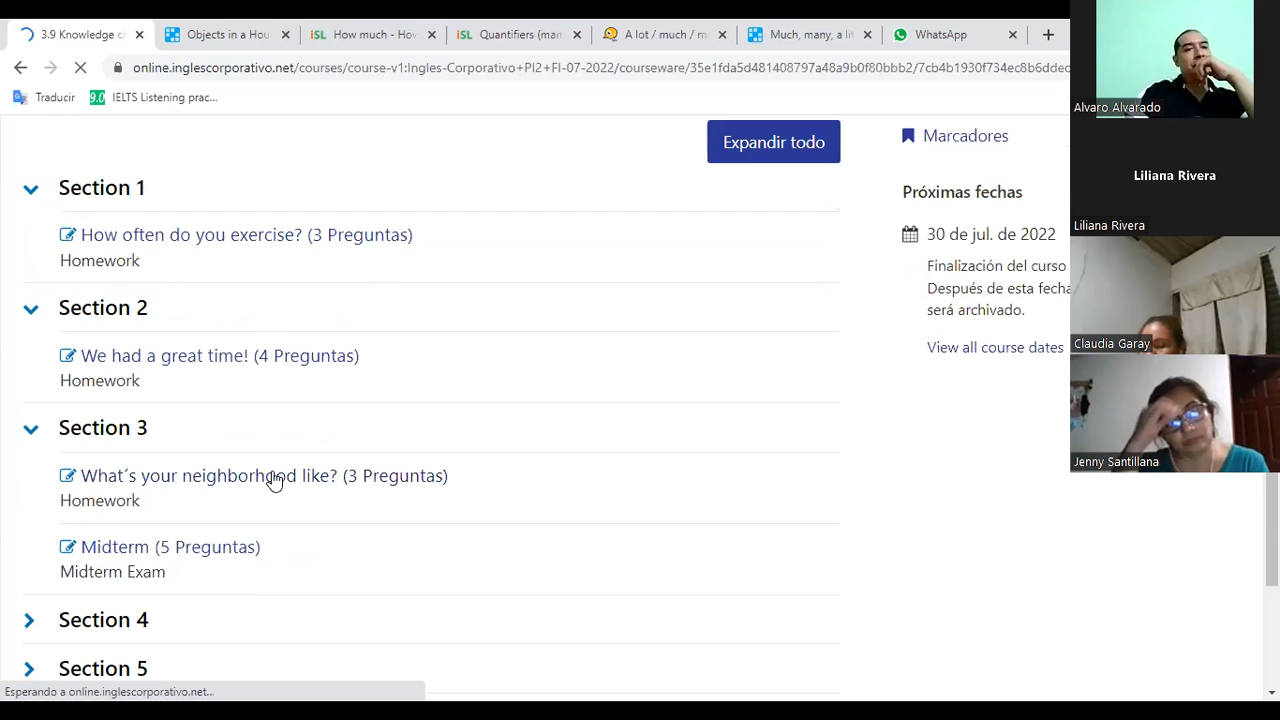 3.9 Knowledge c
Objects in a Hou
How much - How
Quantifiers (man
A lot / much / m
Much, many, a li
WhatsApp
online.inglescorporativo.net/courses/course-v1:Ingles-Corporativo+PI2+FI-07-2022/courseware/35e1fda5d481408797a48a9b0f80bbb2/7cb4b1930f734ec8b6ddec
Traducir
9.0 IELTS Listening prac...
Expandir todo
Marcadores
Section 1
How often do you exercise? (3 Preguntas)
Homework
Section 2
We had a great time! (4 Preguntas)
Homework
Section 3
What´s your neighborhood like? (3 Preguntas)
Homework
Midterm (5 Preguntas)
Midterm Exam
Section 4
Section 5
Próximas fechas
30 de jul. de 2022
Finalización del curso
Después de esta fecha
será archivado.
View all course dates
Esperando a online.inglescorporativo.net...
Alvaro Alvarado
Liliana Rivera
Liliana Rivera
Claudia Garay
Jenny Santillana